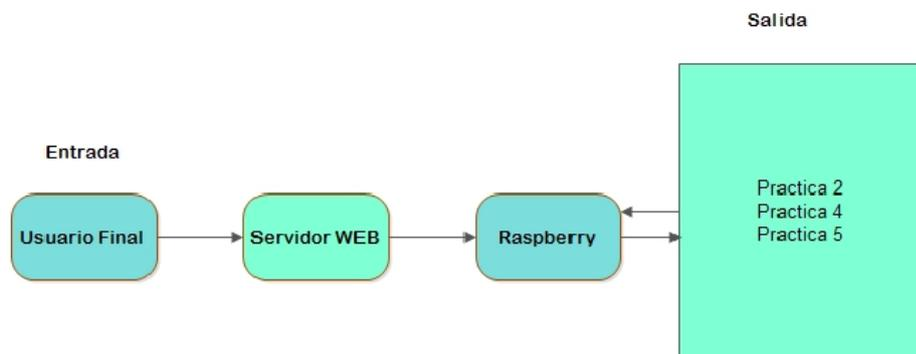 Salida
Entrada
Usuario Final
Servidor WEB
Raspberry
Practica 2
Practica 4
Practica 5